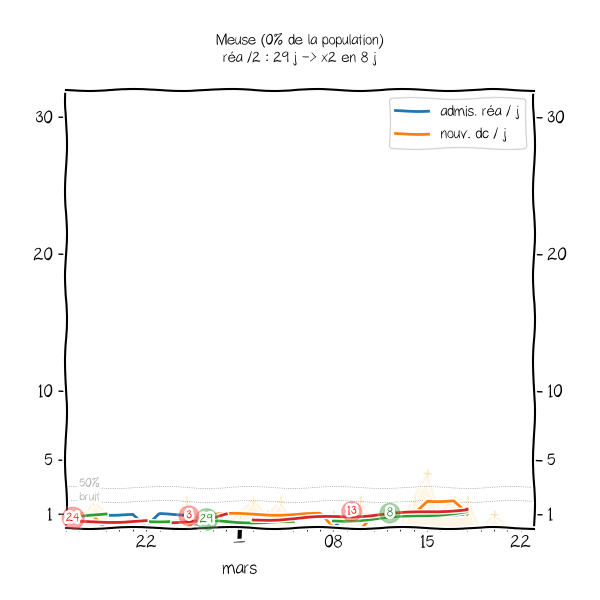 Meuse (0% de la population)
réa /2 : 29 j -> x2 en 8 j
admis. réa / j
nouv. dc / j
30 30
20 20
10 10
5 5
50%
bruit
1 1
24 3 29 13 8
22 1 08 15 22
mars